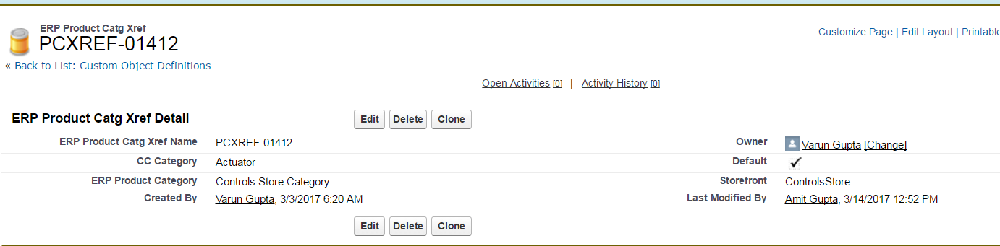 ERP Product Catg Xref
PCXREF-01412
Customize Page | Edit Layout | Printable
« Back to List: Custom Object Definitions
Open Activities [0] | Activity History [0]
ERP Product Catg Xref Detail Edit Delete Clone
ERP Product Catg Xref Name PCXREF-01412 Owner Varun Gupta [Change]
CC Category Actuator Default
ERP Product Category Controls Store Category Storefront ControlsStore
Created By Varun Gupta, 3/3/2017 6:20 AM Last Modified By Amit Gupta, 3/14/2017 12:52 PM
Edit Delete Clone